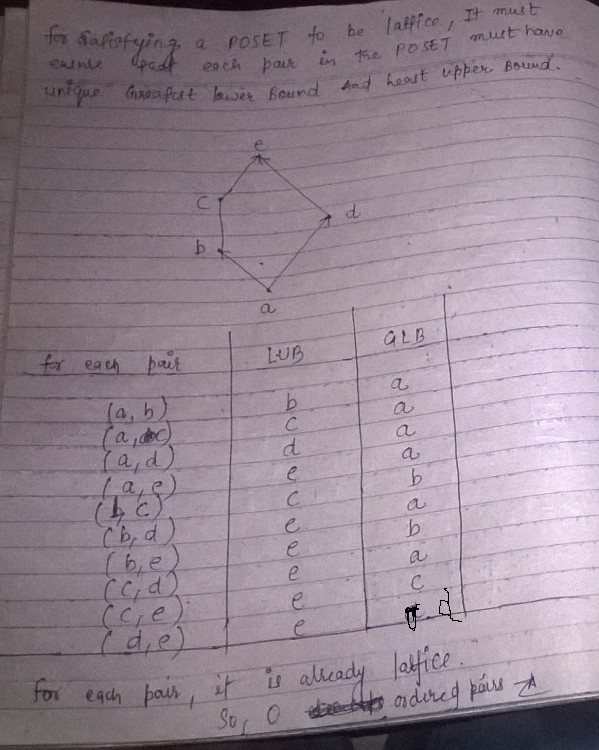 for satisfying a POSET to be lattice, It must
ensure that each pair in the POSET must have
unique Greatest lower Bound and least upper Bound.
e
c
d
b
a
for each pair LUB GLB
(a, b) b a
(a, c) c a
(a, d) d a
(a, e) e a
(b, c) c b
(b, d) e a
(b, e) e b
(c, d) e a
(c, e) e c
(d, e) e d
for each pair, it is already lattice.
So, 0 ordered pairs